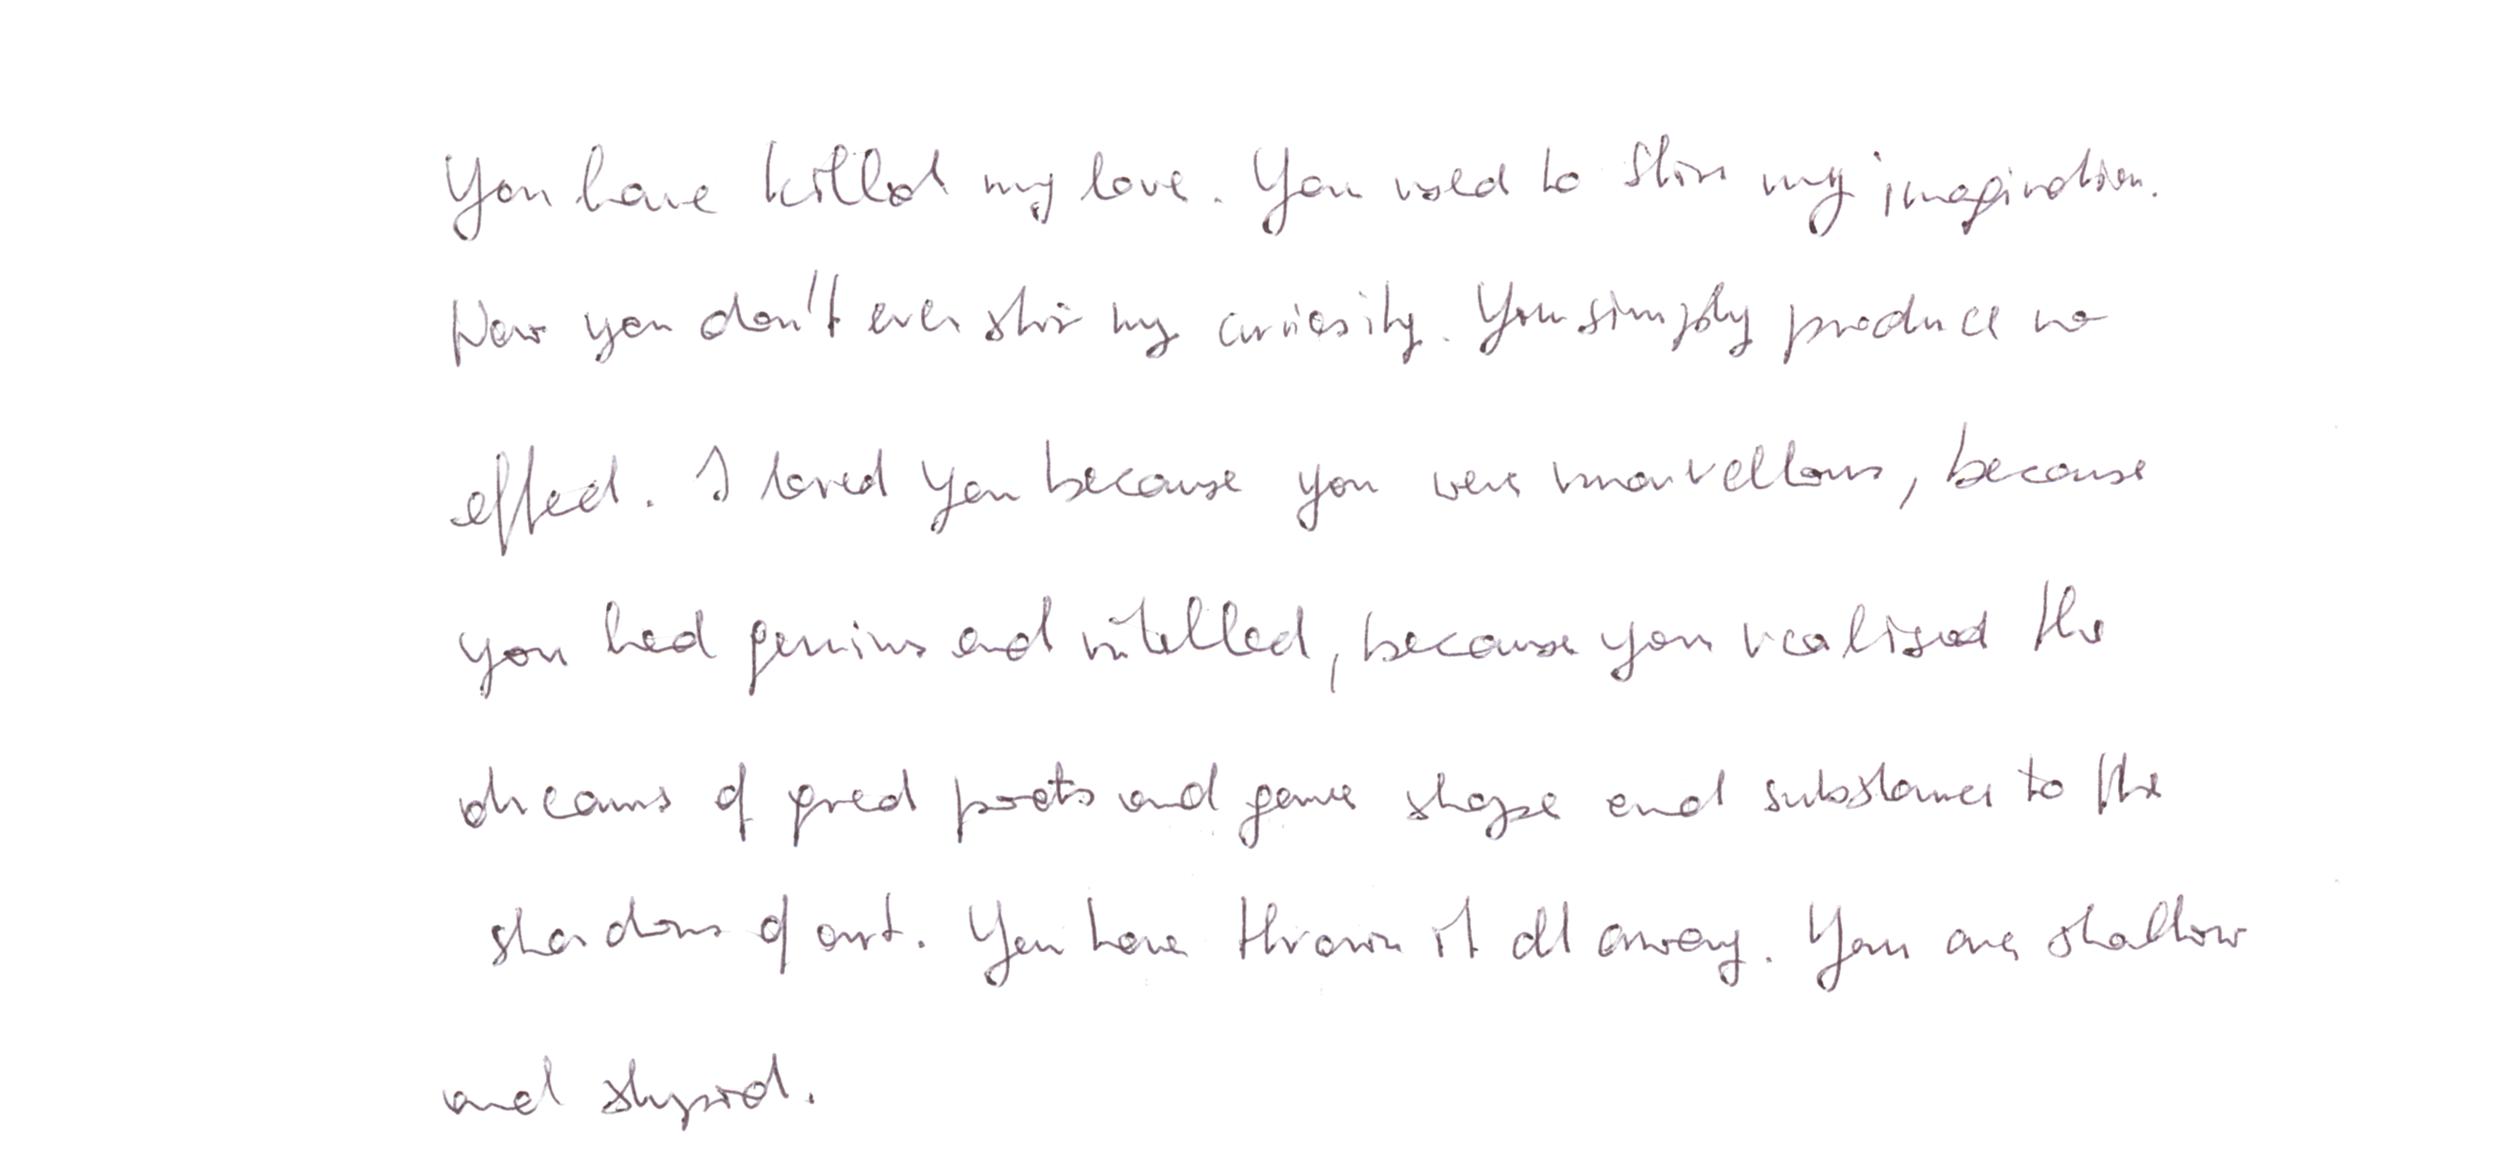 You have killed my love. You used to stir my imagination.
Now you don't even stir my curiosity. You simply produce no
effect. I loved you because you were marvellous, because
you had genius and intellect, because you realised the
dreams of great poets and gave shape and substance to the
shadows of art. You have thrown it all away. You are shallow
and stupid.